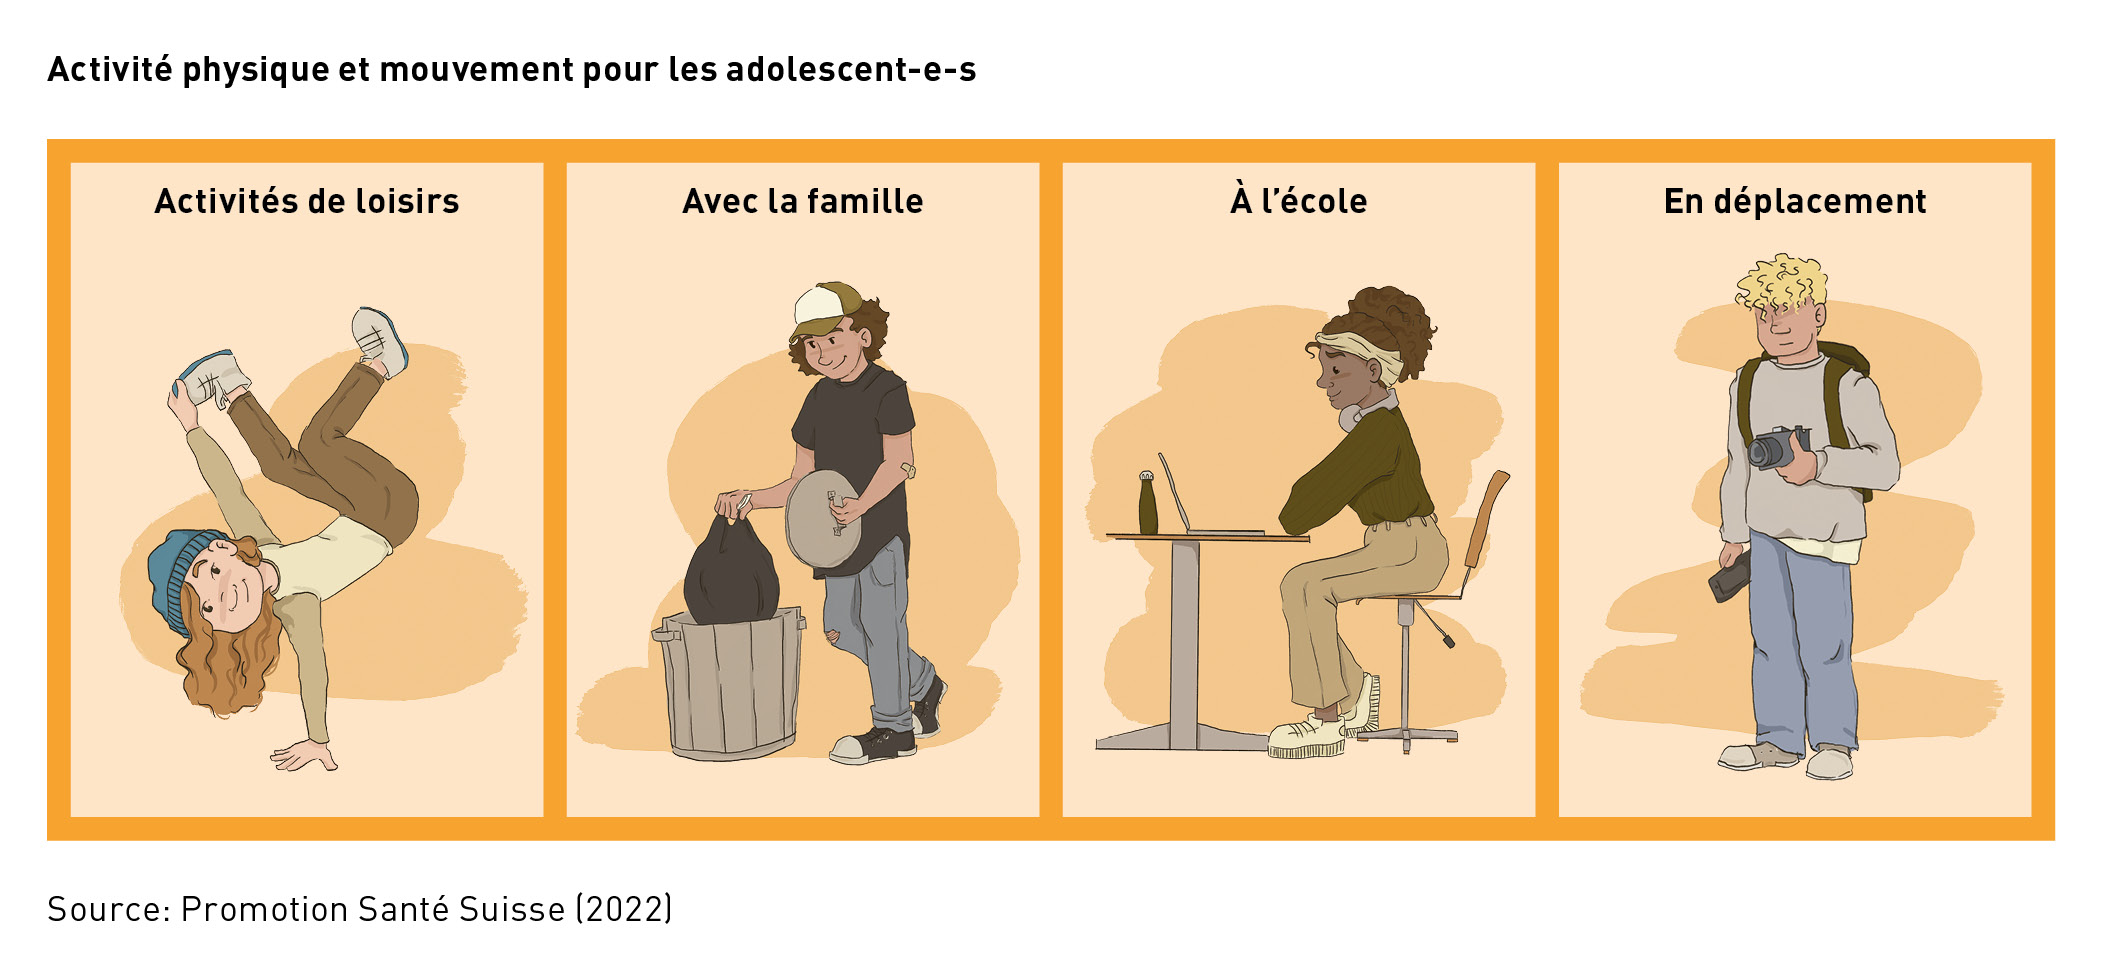 Activité physique et mouvement pour les adolescent-e-s
Activités de loisirs
Avec la famille
À l’école
En déplacement
Source: Promotion Santé Suisse (2022)